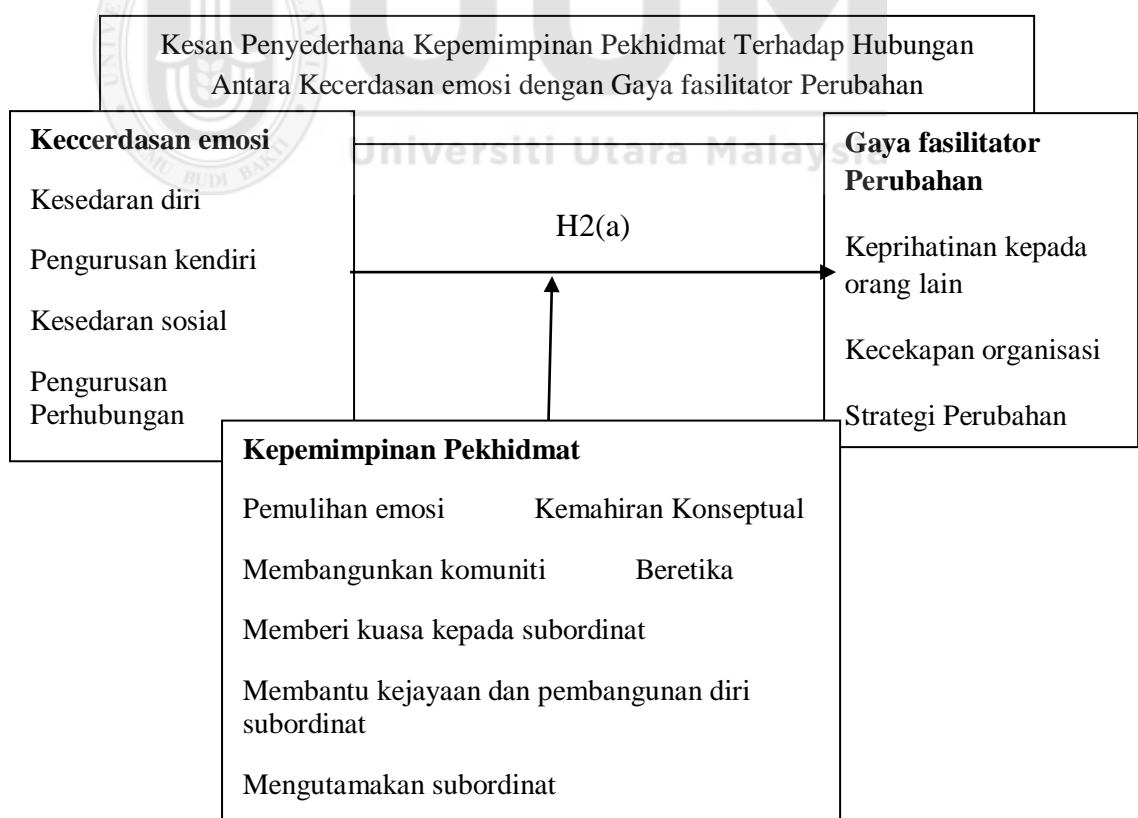 Kesan Penyederhana Kepemimpinan Pekhidmat Terhadap Hubungan
Antara Kecerdasan emosi dengan Gaya fasilitator Perubahan
Universiti Utara Malaysia
Keccerdasan emosi
Kesedaran diri
Pengurusan kendiri
Kesedaran sosial
Pengurusan
Perhubungan
H2(a)
Gaya fasilitator
Perubahan
Keprihatinan kepada
orang lain
Kecekapan organisasi
Strategi Perubahan
Kepemimpinan Pekhidmat
Pemulihan emosi Kemahiran Konseptual
Membangunkan komuniti Beretika
Memberi kuasa kepada subordinat
Membantu kejayaan dan pembangunan diri
subordinat
Mengutamakan subordinat